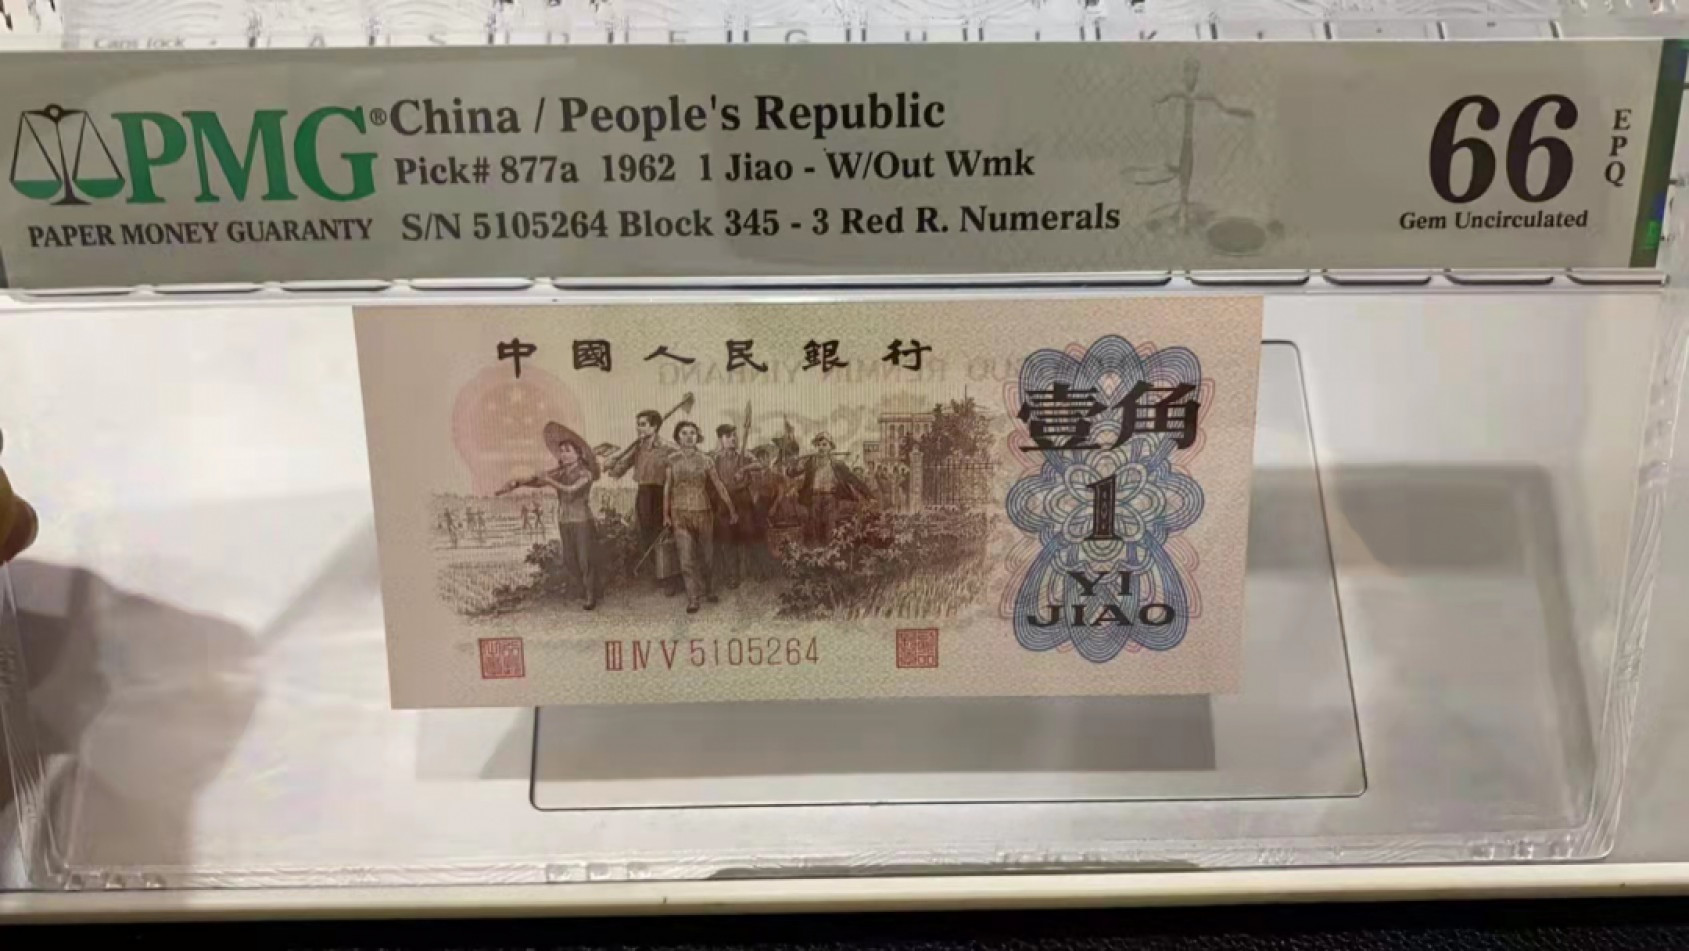 Caps lock A S D F G H J K L
PMG®
PAPER MONEY GUARANTY
China / People's Republic
Pick# 877a 1962 1 Jiao - W/Out Wmk
S/N 5105264 Block 345 - 3 Red R. Numerals
66
EPQ
Gem Uncirculated
中國人民銀行
壹角
1
YI
JIAO
III IV V 5105264